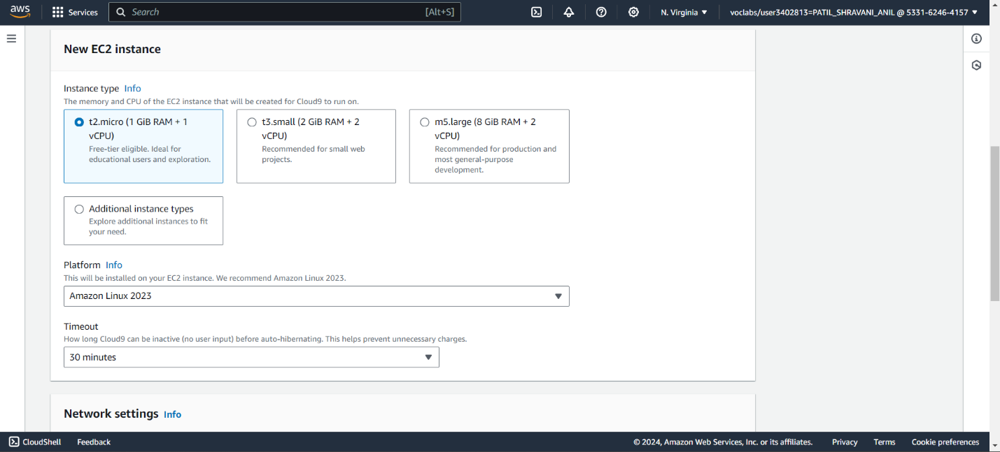 aws
Services
Search
[Alt+S]
N. Virginia
voclabs/user3402813=PATIL_SHRAVANI_ANIL @ 5331-6246-4157
New EC2 instance
Instance type Info
The memory and CPU of the EC2 instance that will be created for Cloud9 to run on.
t2.micro (1 GiB RAM + 1
vCPU)
Free-tier eligible. Ideal for
educational users and exploration.
t3.small (2 GiB RAM + 2
vCPU)
Recommended for small web
projects.
m5.large (8 GiB RAM + 2
vCPU)
Recommended for production and
most general-purpose
development.
Additional instance types
Explore additional instances to fit
your need.
Platform Info
This will be installed on your EC2 instance. We recommend Amazon Linux 2023.
Amazon Linux 2023
Timeout
How long Cloud9 can be inactive (no user input) before auto-hibernating. This helps prevent unnecessary charges.
30 minutes
Network settings Info
CloudShell
Feedback
© 2024, Amazon Web Services, Inc. or its affiliates.
Privacy
Terms
Cookie preferences